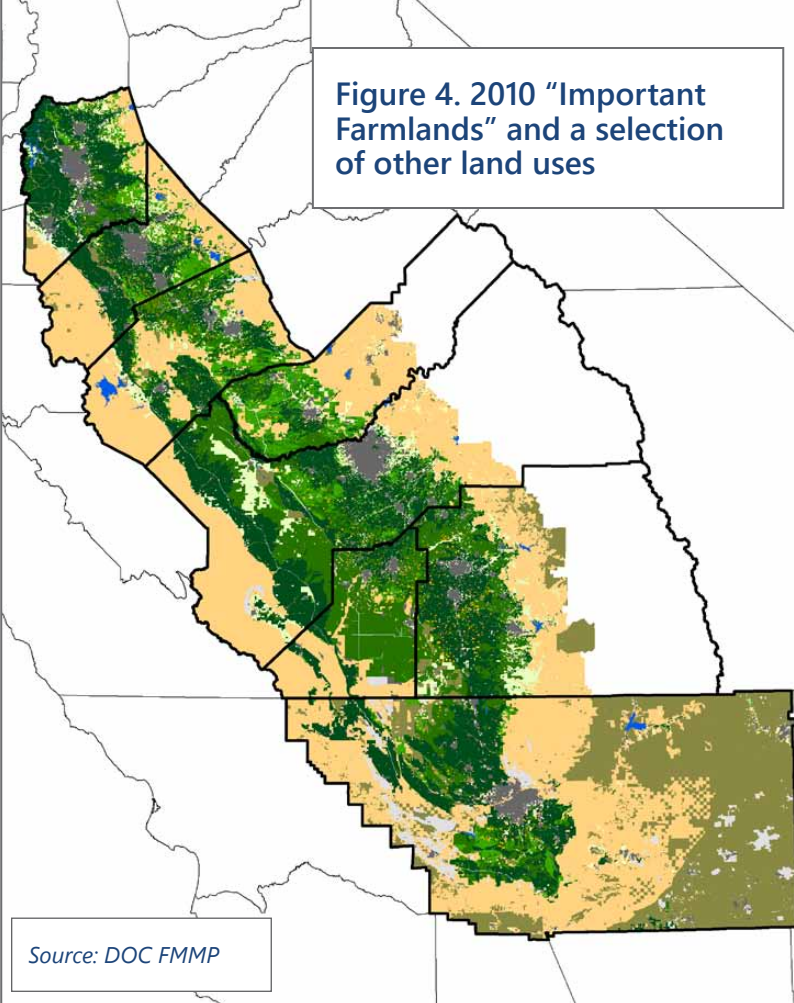 Figure 4. 2010 “Important
Farmlands” and a selection
of other land uses
Source: DOC FMMP